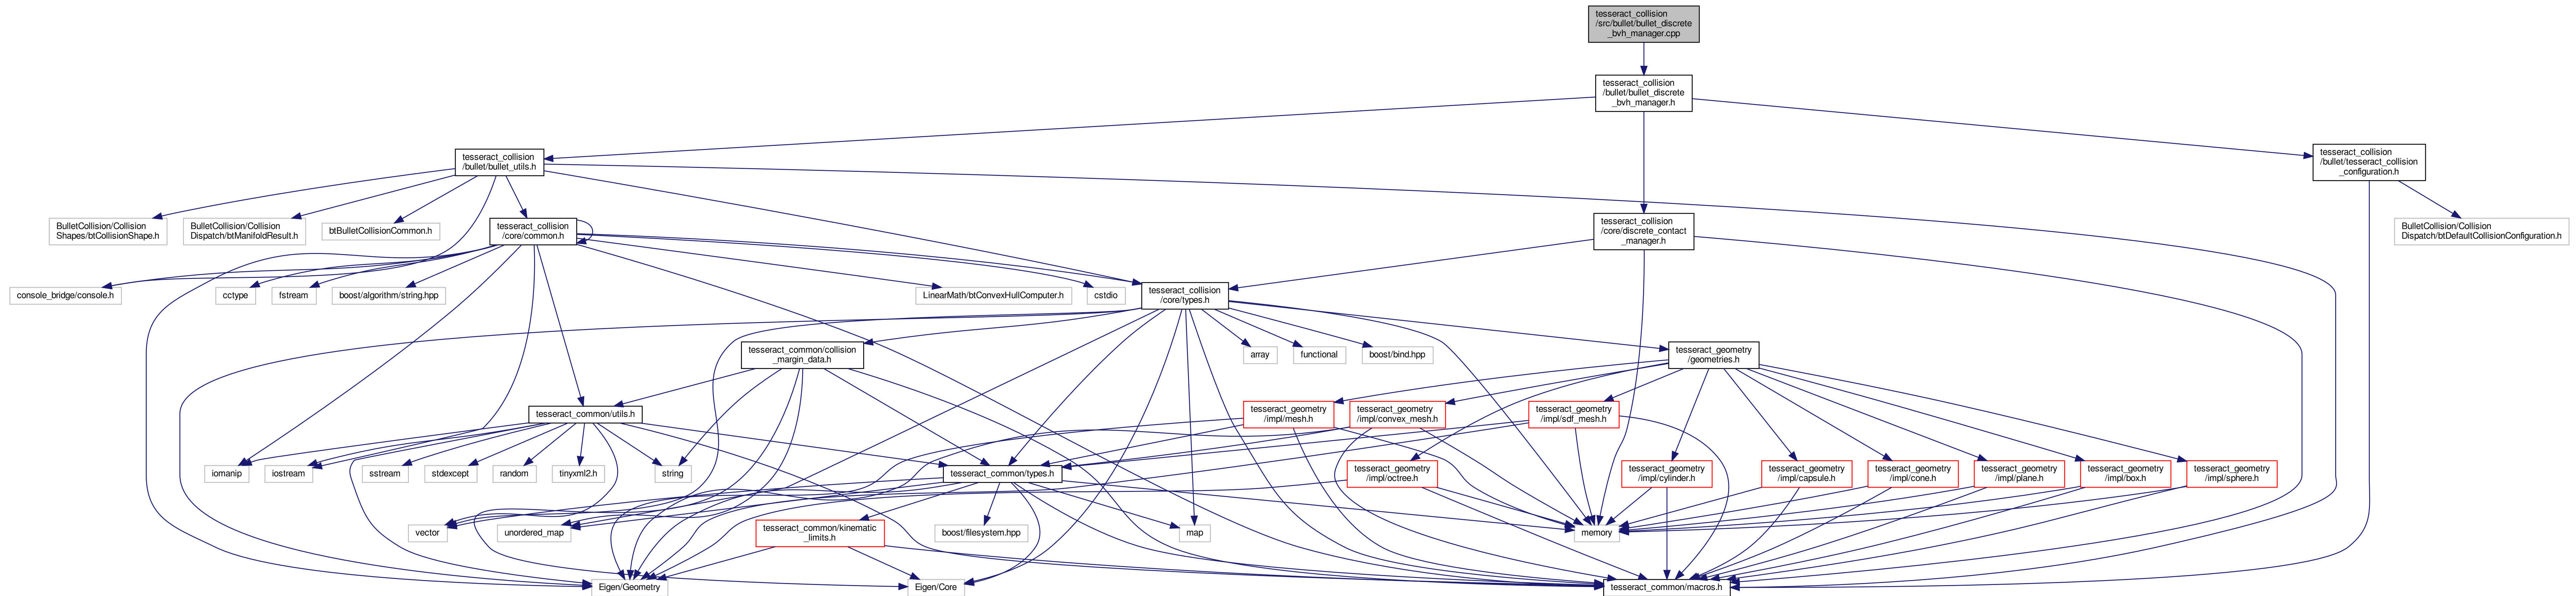 tesseract_collision
/src/bullet/bullet_discrete
_bvh_manager.cpp
tesseract_collision
/bullet/bullet_discrete
_bvh_manager.h
tesseract_collision
/bullet/bullet_utils.h
tesseract_collision
/bullet/tesseract_collision
_configuration.h
BulletCollision/Collision
Shapes/btCollisionShape.h
BulletCollision/Collision
Dispatch/btManifoldResult.h
btBulletCollisionCommon.h
tesseract_collision
/core/common.h
tesseract_collision
/core/discrete_contact
_manager.h
BulletCollision/Collision
Dispatch/btDefaultCollisionConfiguration.h
console_bridge/console.h
cctype
fstream
boost/algorithm/string.hpp
LinearMath/btConvexHullComputer.h
cstdio
tesseract_collision
/core/types.h
tesseract_common/collision
_margin_data.h
array
functional
boost/bind.hpp
tesseract_geometry
/geometries.h
tesseract_common/utils.h
tesseract_geometry
/impl/mesh.h
tesseract_geometry
/impl/convex_mesh.h
tesseract_geometry
/impl/sdf_mesh.h
iomanip
iostream
sstream
stdexcept
random
tinyxml2.h
string
tesseract_common/types.h
tesseract_geometry
/impl/octree.h
tesseract_geometry
/impl/cylinder.h
tesseract_geometry
/impl/capsule.h
tesseract_geometry
/impl/cone.h
tesseract_geometry
/impl/plane.h
tesseract_geometry
/impl/box.h
tesseract_geometry
/impl/sphere.h
vector
unordered_map
tesseract_common/kinematic
_limits.h
boost/filesystem.hpp
map
memory
Eigen/Geometry
Eigen/Core
tesseract_common/macros.h